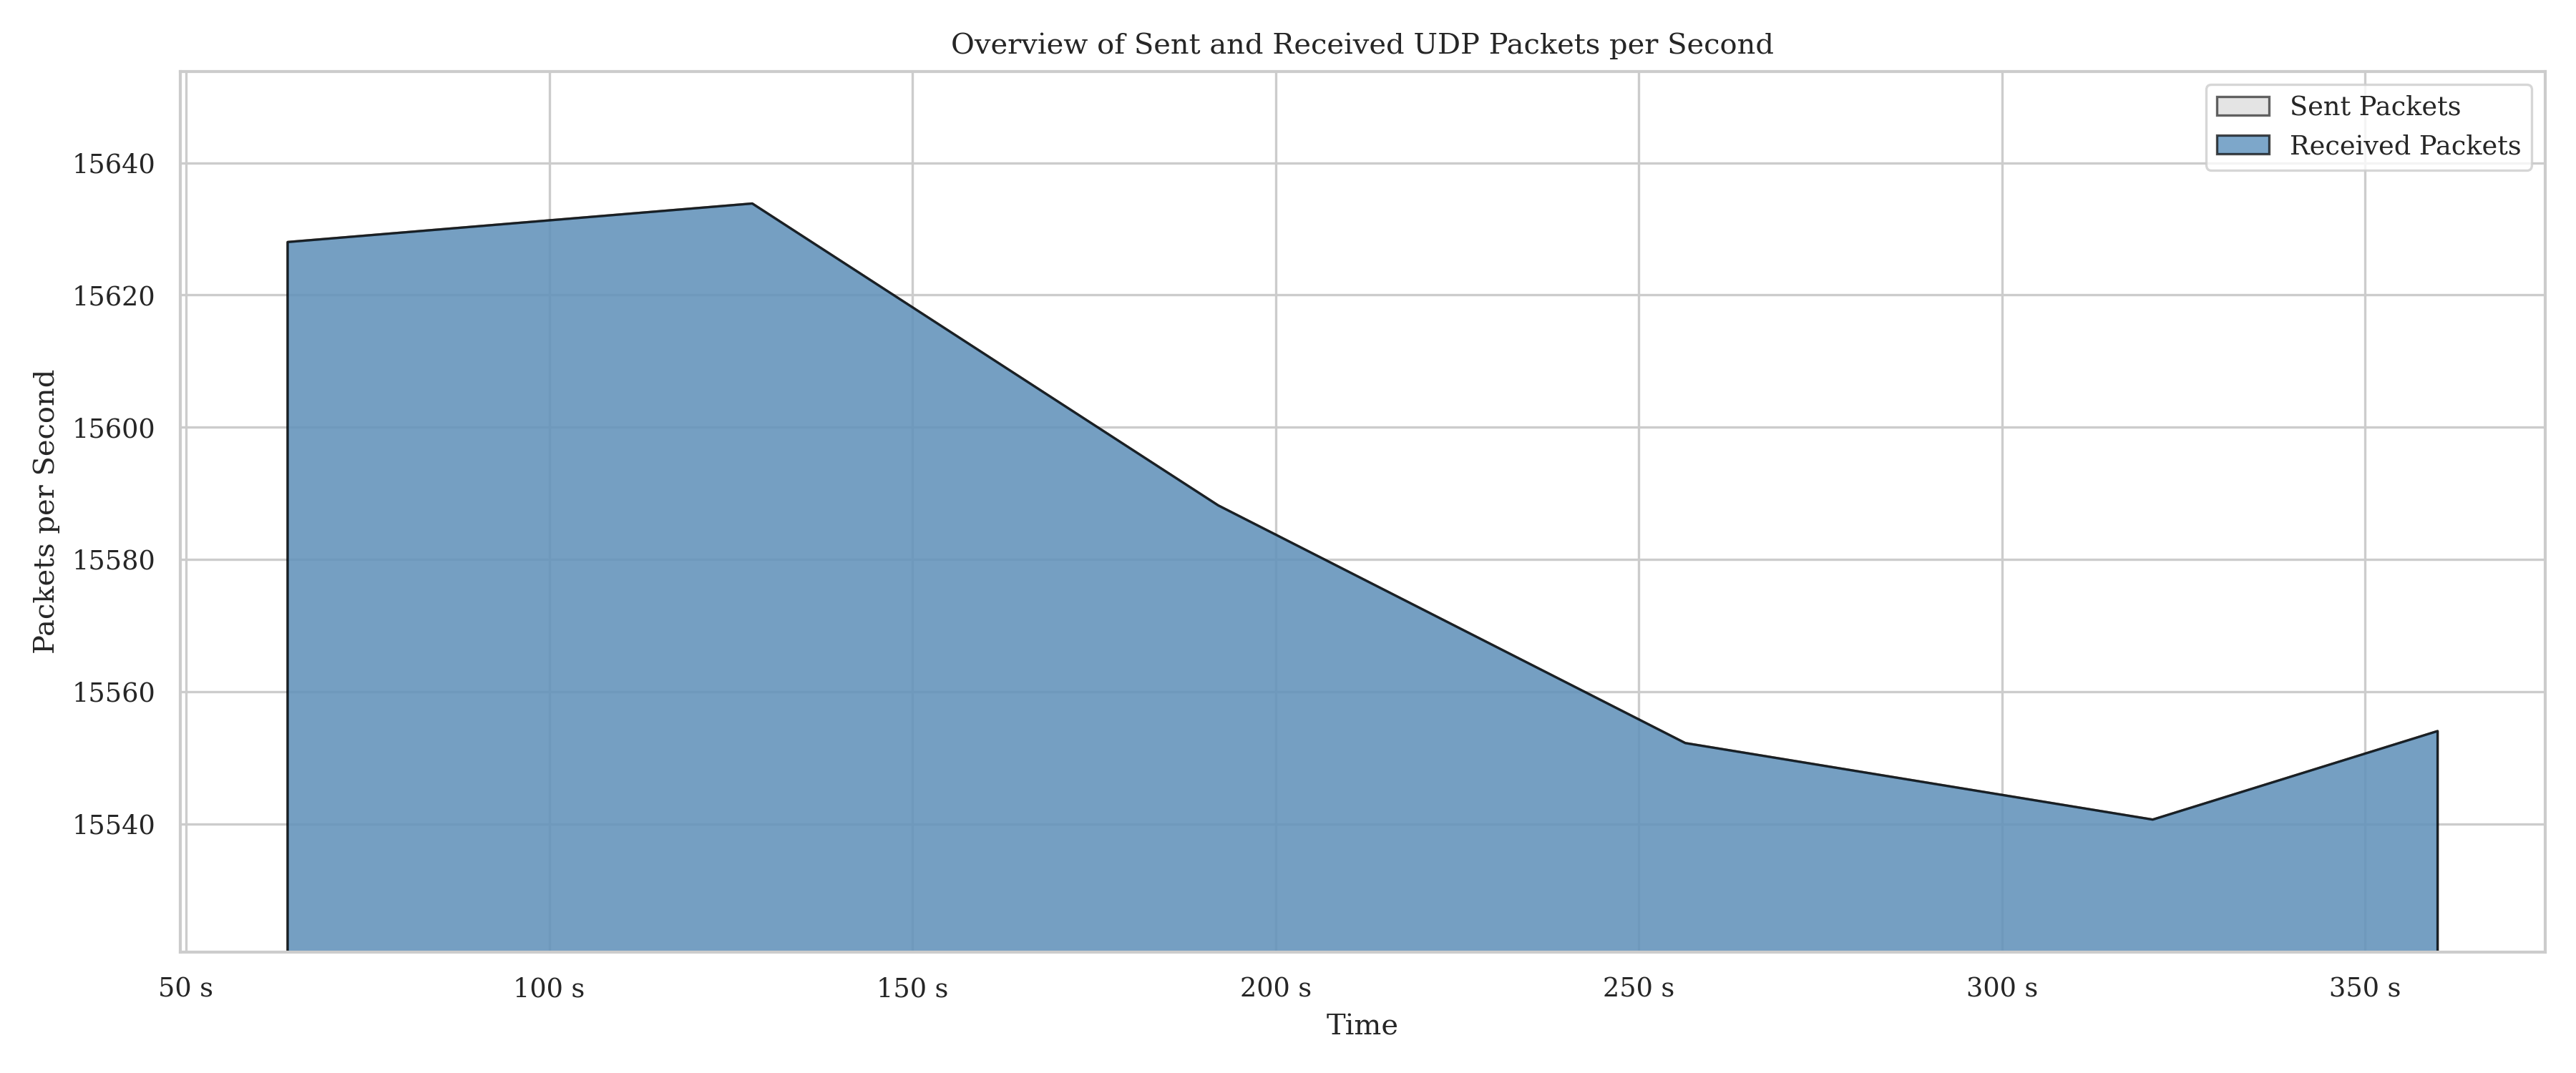 Overview of Sent and Received UDP Packets per Second
Sent Packets
Received Packets
Packets per Second
15640
15620
15600
15580
15560
15540
50 s
100 s
150 s
200 s
250 s
300 s
350 s
Time